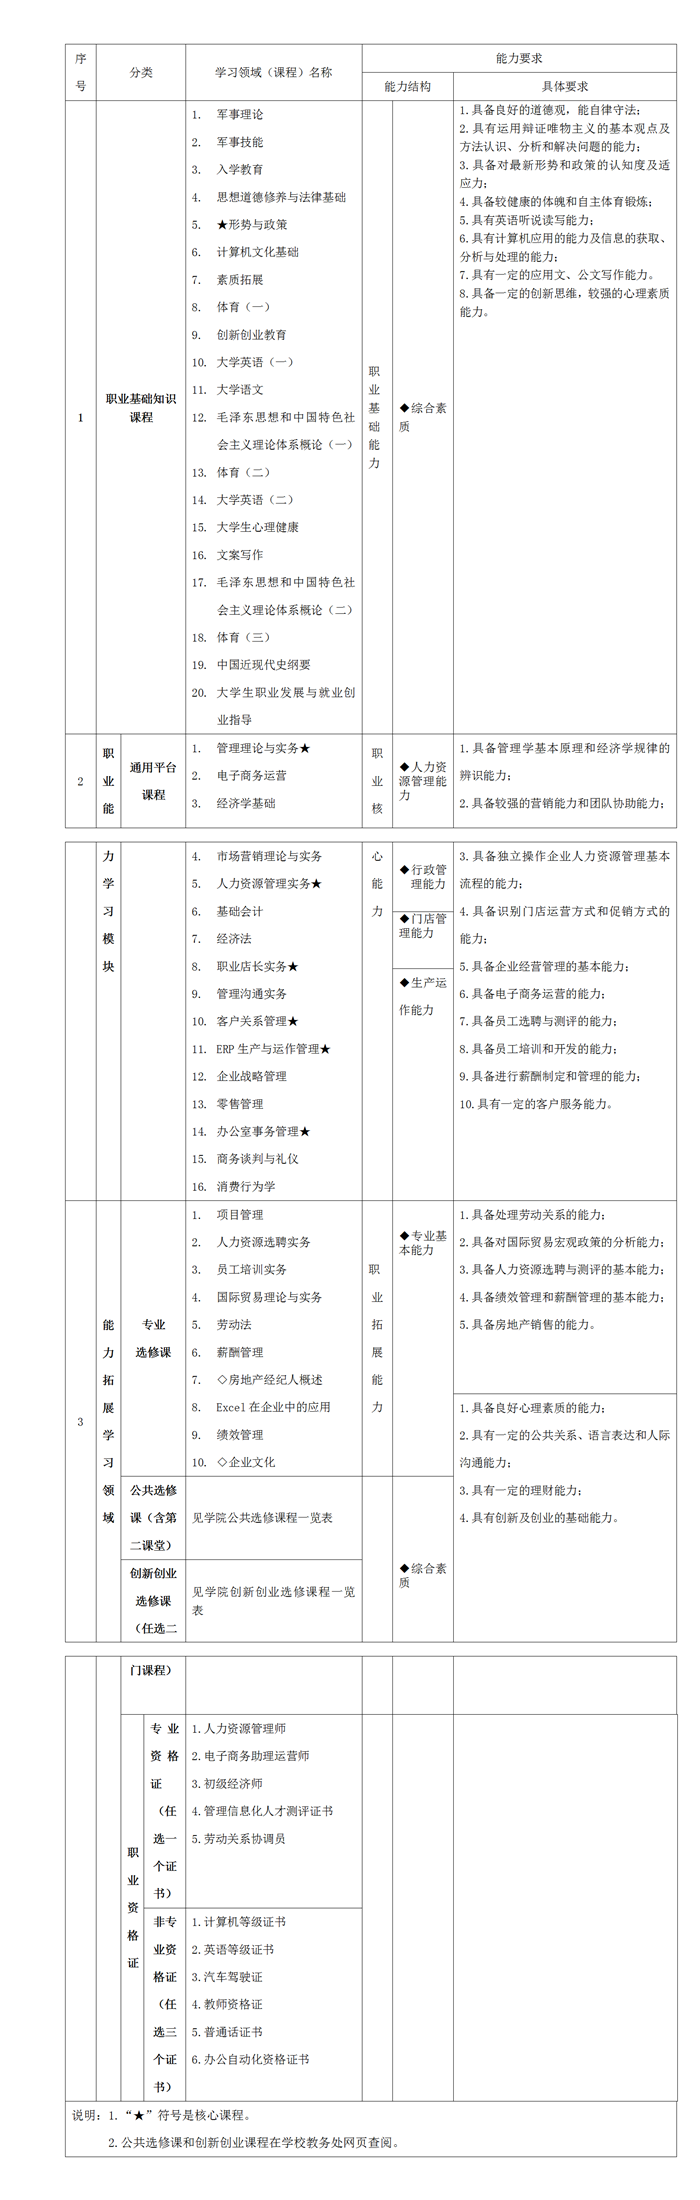 序号
分类
学习领域（课程）名称
能力要求
能力结构
具体要求
1
职业基础知识
课程
1. 军事理论
2. 军事技能
3. 入学教育
4. 思想道德修养与法律基础
5. ★形势与政策
6. 计算机文化基础
7. 素质拓展
8. 体育（一）
9. 创新创业教育
10. 大学英语（一）
11. 大学语文
12. 毛泽东思想和中国特色社
会主义理论体系概论（一）
13. 体育（二）
14. 大学英语（二）
15. 大学生心理健康
16. 文案写作
17. 毛泽东思想和中国特色社
会主义理论体系概论（二）
18. 体育（三）
19. 中国近现代史纲要
20. 大学生职业发展与就业创
业指导
职业基础能力
◆综合素
质
1.具备良好的道德观，能自律守法；
2.具有运用辩证唯物主义的基本观点及
方法认识、分析和解决问题的能力；
3.具备对最新形势和政策的认知度及适
应力；
4.具备较健康的体魄和自主体育锻炼；
5.具有英语听说读写能力；
6.具有计算机应用的能力及信息的获取、
分析与处理的能力；
7.具有一定的应用文、公文写作能力。
8.具备一定的创新思维，较强的心理素质
能力。
2
职业能
通用平台
课程
1. 管理理论与实务★
2. 电子商务运营
3. 经济学基础
职业核
◆人力资
源管理能
力
1.具备管理学基本原理和经济学规律的
辨识能力；
2.具备较强的营销能力和团队协助能力；
力学习模块
4. 市场营销理论与实务
5. 人力资源管理实务★
6. 基础会计
7. 经济法
8. 职业店长实务★
9. 管理沟通实务
10. 客户关系管理★
11. ERP生产与运作管理★
12. 企业战略管理
13. 零售管理
14. 办公室事务管理★
15. 商务谈判与礼仪
16. 消费行为学
心能力
◆行政管
理能力
◆门店管
理能力
◆生产运
作能力
3.具备独立操作企业人力资源管理基本
流程的能力；
4.具备识别门店运营方式和促销方式的
能力；
5.具备企业经营管理的基本能力；
6.具备电子商务运营的能力；
7.具备员工选聘与测评的能力；
8.具备员工培训和开发的能力；
9.具备进行薪酬制定和管理的能力；
10.具有一定的客户服务能力。
3
能力拓展学习领域
专业
选修课
1. 项目管理
2. 人力资源选聘实务
3. 员工培训实务
4. 国际贸易理论与实务
5. 劳动法
6. 薪酬管理
7. ◇房地产经纪人概述
8. Excel在企业中的应用
9. 绩效管理
10. ◇企业文化
职业拓展能力
◆专业基
本能力
1.具备处理劳动关系的能力；
2.具备对国际贸易宏观政策的分析能力；
3.具备人力资源选聘与测评的基本能力；
4.具备绩效管理和薪酬管理的基本能力；
5.具备房地产销售的能力。
1.具备良好心理素质的能力；
2.具有一定的公共关系、语言表达和人际
沟通能力；
3.具有一定的理财能力；
4.具有创新及创业的基础能力。
公共选修
课（含第
二课堂）
见学院公共选修课程一览表
◆综合素
质
创新创业
选修课
（任选二
见学院创新创业选修课程一览
表
门课程）
职业资格证
专业
资格
证
（任
选一
个证
书）
1.人力资源管理师
2.电子商务助理运营师
3.初级经济师
4.管理信息化人才测评证书
5.劳动关系协调员
非专
业资
格证
（任
选三
个证
书）
1.计算机等级证书
2.英语等级证书
3.汽车驾驶证
4.教师资格证
5.普通话证书
6.办公自动化资格证书
说明：1.“★”符号是核心课程。
2.公共选修课和创新创业课程在学校教务处网页查阅。